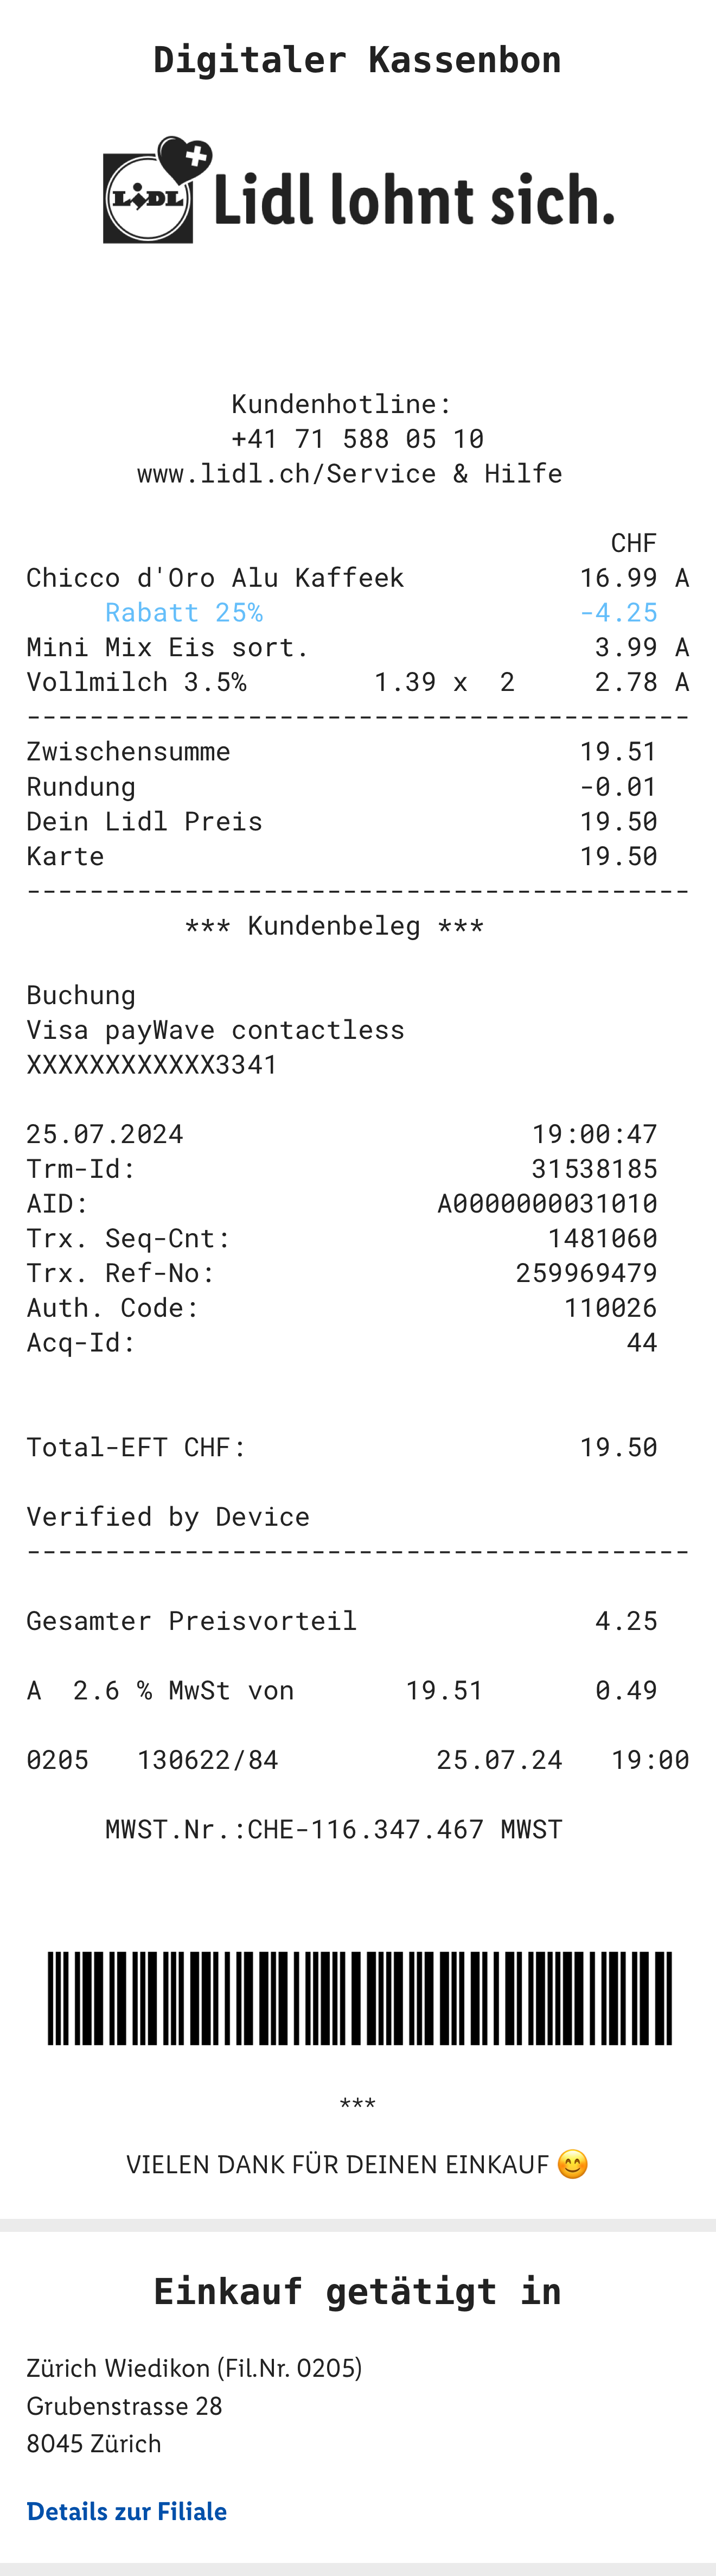 Digitaler Kassenbon
LIDL Lidl lohnt sich.
Kundenhotline:
+41 71 588 05 10
www.lidl.ch/Service & Hilfe
CHF
Chicco d'Oro Alu Kaffeek 16.99 A
Rabatt 25% -4.25
Mini Mix Eis sort. 3.99 A
Vollmilch 3.5% 1.39 x 2 2.78 A
------------------------------------------
Zwischensumme 19.51
Rundung -0.01
Dein Lidl Preis 19.50
Karte 19.50
------------------------------------------
*** Kundenbeleg ***
Buchung
Visa payWave contactless
XXXXXXXXXXXX3341
25.07.2024 19:00:47
Trm-Id: 31538185
AID: A0000000031010
Trx. Seq-Cnt: 1481060
Trx. Ref-No: 259969479
Auth. Code: 110026
Acq-Id: 44
Total-EFT CHF: 19.50
Verified by Device
------------------------------------------
Gesamter Preisvorteil 4.25
A 2.6 % MwSt von 19.51 0.49
0205 130622/84 25.07.24 19:00
MWST.Nr.:CHE-116.347.467 MWST
***
VIELEN DANK FÜR DEINEN EINKAUF 😊
Einkauf getätigt in
Zürich Wiedikon (Fil.Nr. 0205)
Grubenstrasse 28
8045 Zürich
Details zur Filiale